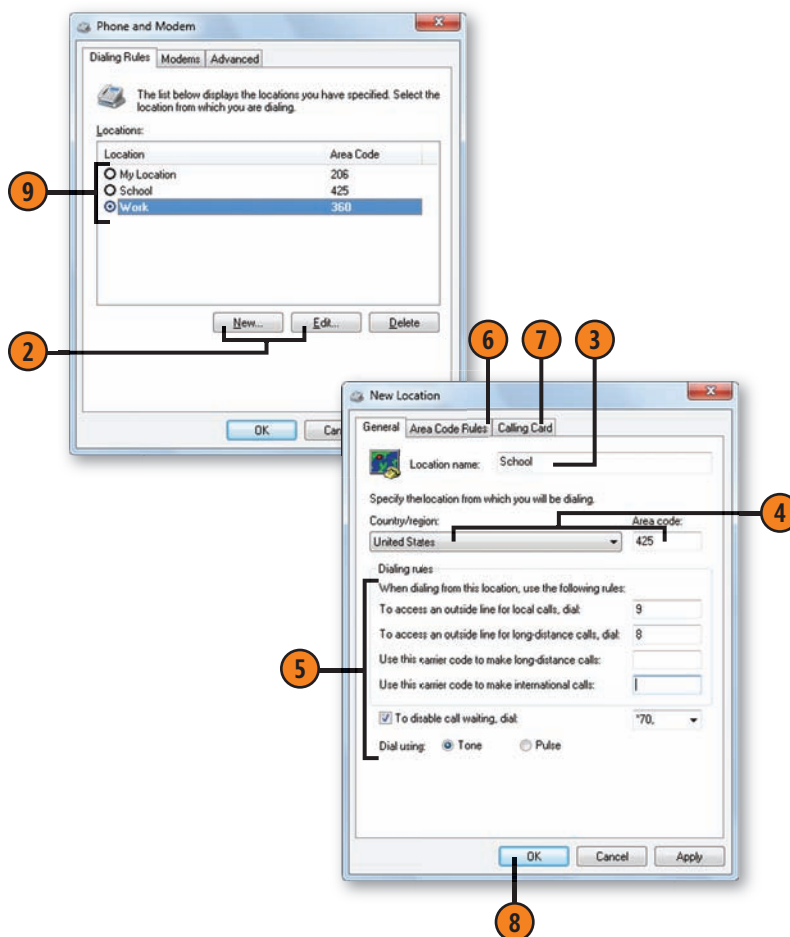 Phone and Modem
Dialing Rules Modems Advanced
The list below displays the locations you have specified. Select the
location from which you are dialing.
Locations:
Location Area Code
9
My Location 206
School 425
Work 360
New... Edit... Delete
2
6 7 3
New Location
OK
General Area Code Rules Calling Card
Location name: School
Specify the location from which you will be dialing.
4
Country/region: Area code:
United States 425
Dialing rules
When dialing from this location, use the following rules:
To access an outside line for local calls, dial: 9
To access an outside line for long-distance calls, dial: 8
5
Use this carrier code to make long-distance calls:
Use this carrier code to make international calls:
To disable call waiting, dial: *70,
Dial using: Tone Pulse
OK Cancel Apply
8